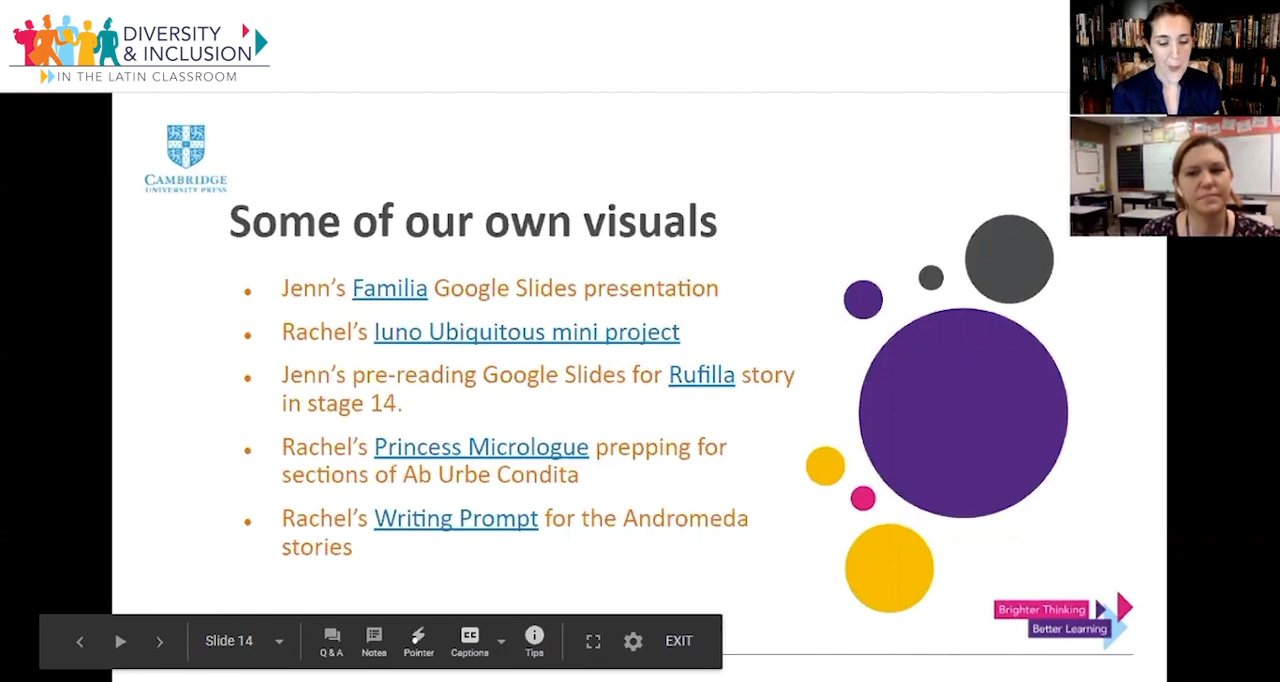 DIVERSITY
& INCLUSION
IN THE LATIN CLASSROOM
CAMBRIDGE
UNIVERSITY PRESS
Some of our own visuals
• Jenn's Familia Google Slides presentation
• Rachel's Iuno Ubiquitous mini project
• Jenn's pre-reading Google Slides for Rufilla story
in stage 14.
• Rachel's Princess Micrologue prepping for
sections of Ab Urbe Condita
• Rachel's Writing Prompt for the Andromeda
stories
Brighter Thinking
Better Learning
Slide 14
Q & A
Notes
Pointer
CC
Captions
Tips
EXIT